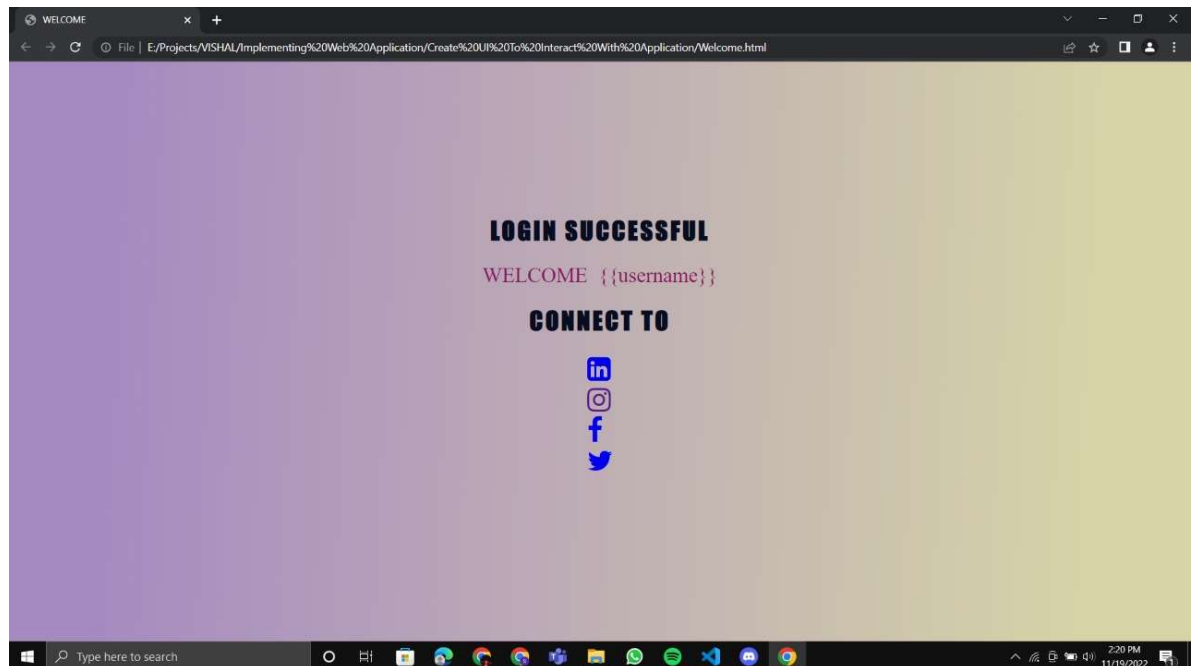 WELCOME
File | E:/Projects/VISHAL/Implementing%20Web%20Application/Create%20UI%20To%20Interact%20With%20Application/Welcome.html
LOGIN SUCCESSFUL
WELCOME {{username}}
CONNECT TO
in
Type here to search
2:20 PM
11/19/2022